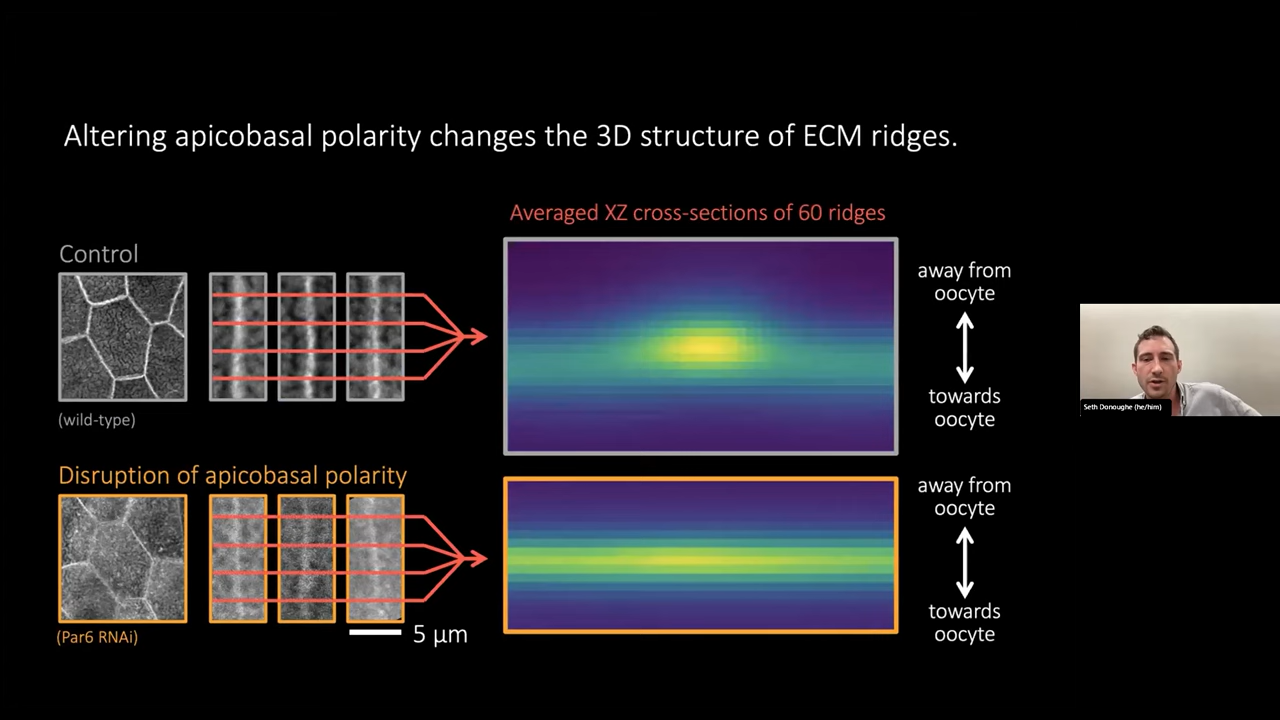 Altering apicobasal polarity changes the 3D structure of ECM ridges.
Averaged XZ cross-sections of 60 ridges
Control
(wild-type)
away from
oocyte
towards
oocyte
Seth Donoughe (he/him)
Disruption of apicobasal polarity
(Par6 RNAi)
5 μm
away from
oocyte
towards
oocyte